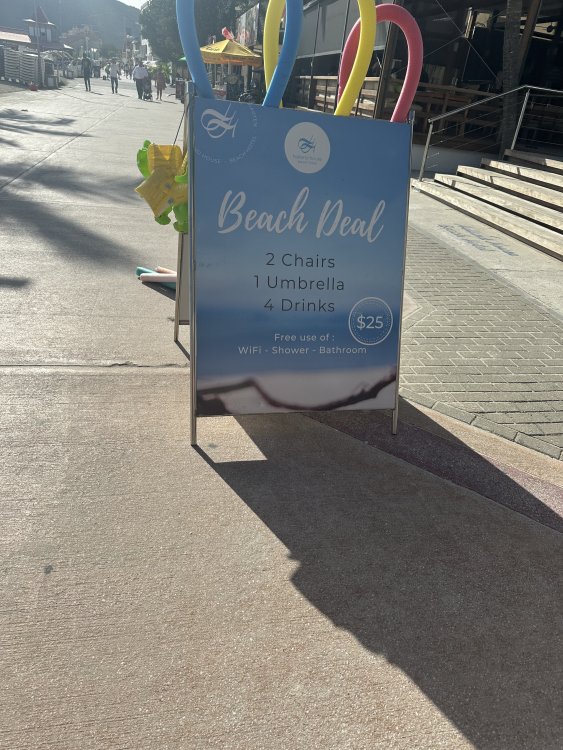 Beach Deal
2 Chairs
1 Umbrella
4 Drinks
$25
Free use of :
WiFi - Shower - Bathroom